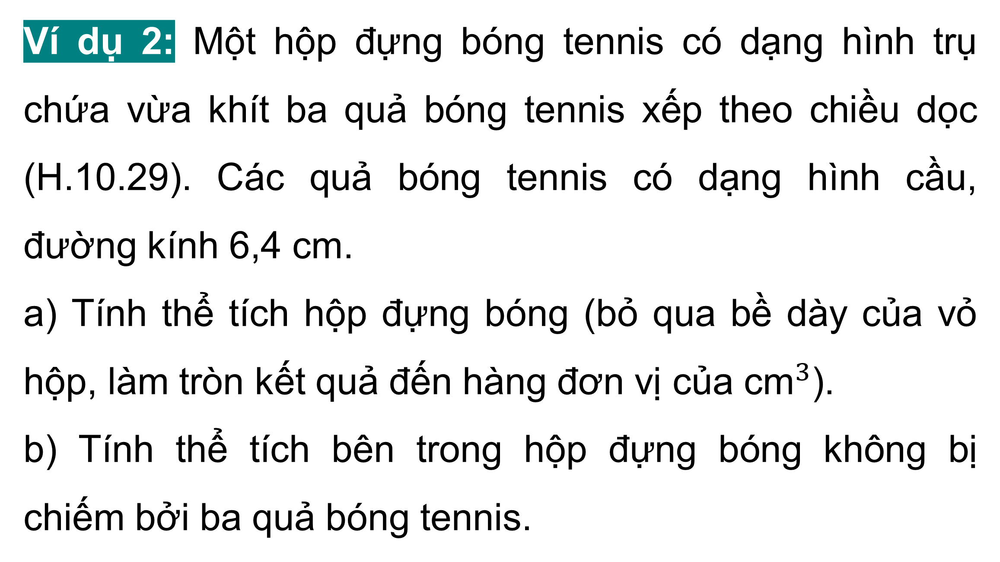 Ví dụ 2: Một hộp đựng bóng tennis có dạng hình trụ
chứa vừa khít ba quả bóng tennis xếp theo chiều dọc
(H.10.29). Các quả bóng tennis có dạng hình cầu,
đường kính 6,4 cm.
a) Tính thể tích hộp đựng bóng (bỏ qua bề dày của vỏ
hộp, làm tròn kết quả đến hàng đơn vị của cm³).
b) Tính thể tích bên trong hộp đựng bóng không bị
chiếm bởi ba quả bóng tennis.